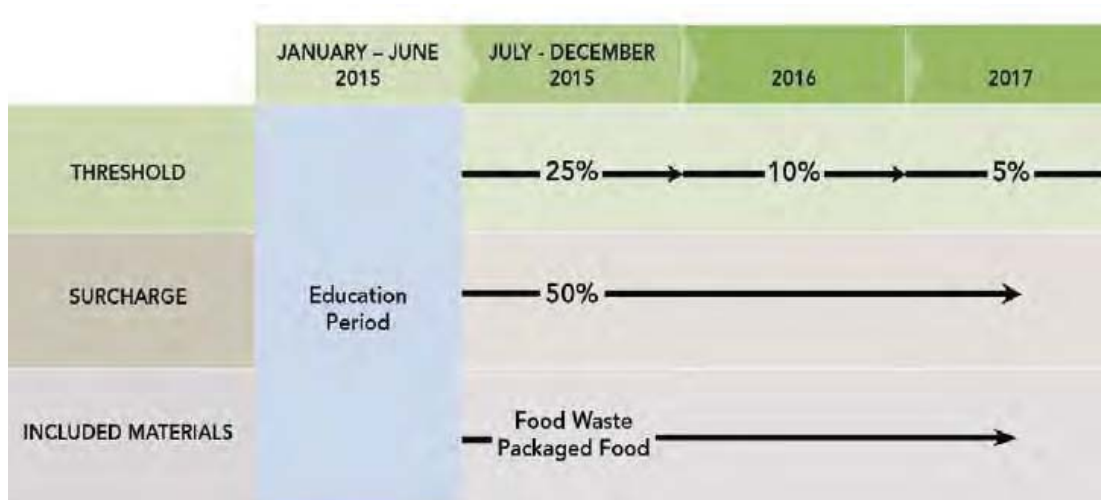 JANUARY – JUNE
2015
JULY - DECEMBER
2015
2016
2017
THRESHOLD
25%
10%
5%
SURCHARGE
Education
Period
50%
INCLUDED MATERIALS
Food Waste
Packaged Food